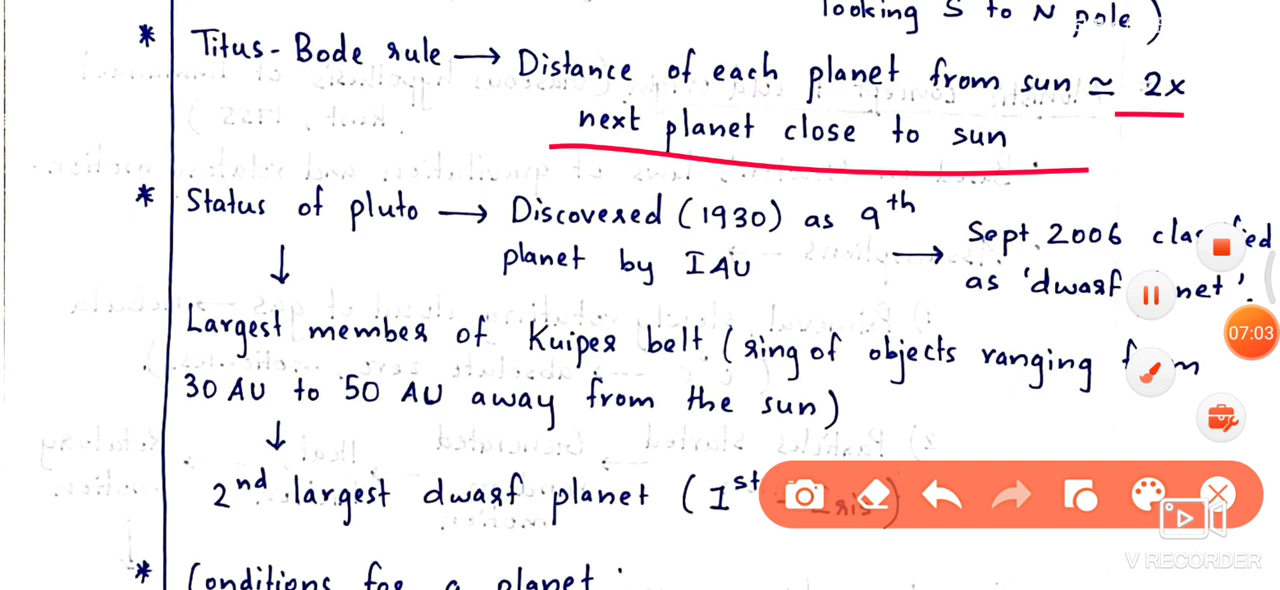 looking S to N pole)
* Titus-Bode rule → Distance of each planet from sun ≃ 2x
next planet close to sun
* Status of pluto → Discovered (1930) as 9th
planet by IAU
→ Sept. 2006
as 'dwarf
↓
Largest member of Kuiper belt. (ring of objects ranging
30 AU to 50 AU away from the sun)
↓
2nd largest dwarf planet (1st
* Conditions for a planet:
07:03
V RECORDER